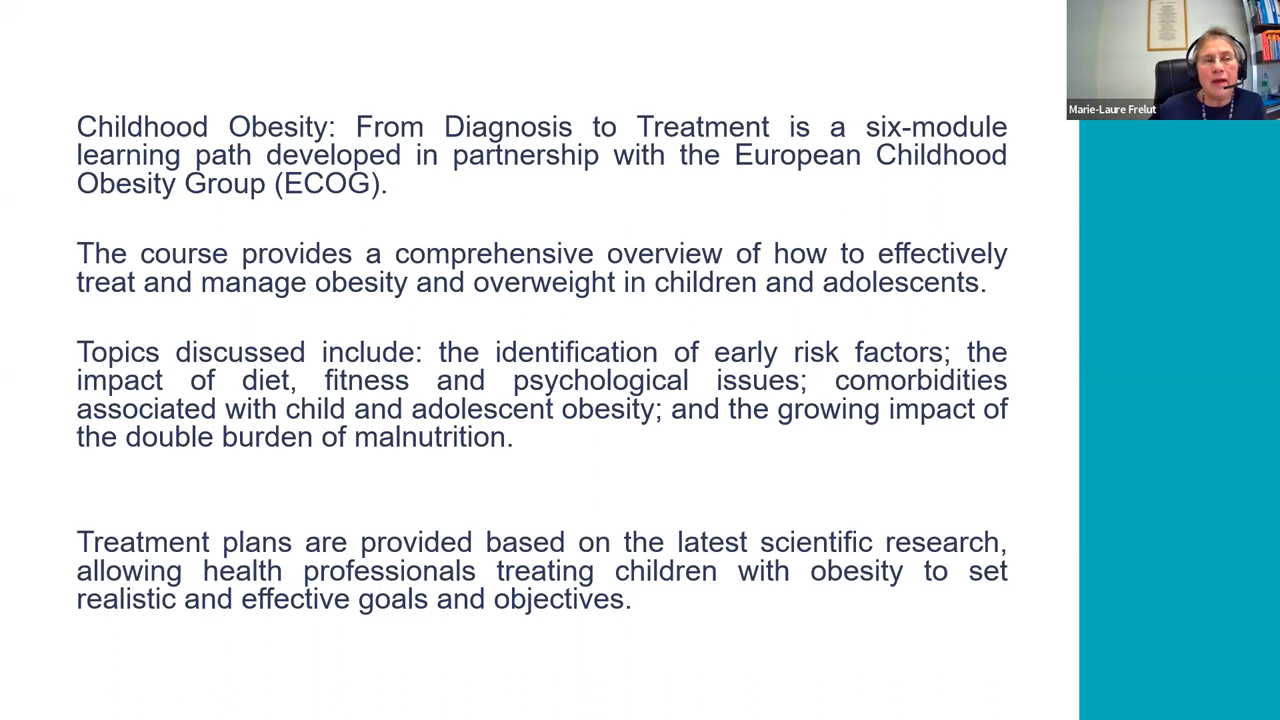 Marie-Laure Frelut
Childhood Obesity: From Diagnosis to Treatment is a six-module
learning path developed in partnership with the European Childhood
Obesity Group (ECOG).
The course provides a comprehensive overview of how to effectively
treat and manage obesity and overweight in children and adolescents.
Topics discussed include: the identification of early risk factors; the
impact of diet, fitness and psychological issues; comorbidities
associated with child and adolescent obesity; and the growing impact of
the double burden of malnutrition.
Treatment plans are provided based on the latest scientific research,
allowing health professionals treating children with obesity to set
realistic and effective goals and objectives.